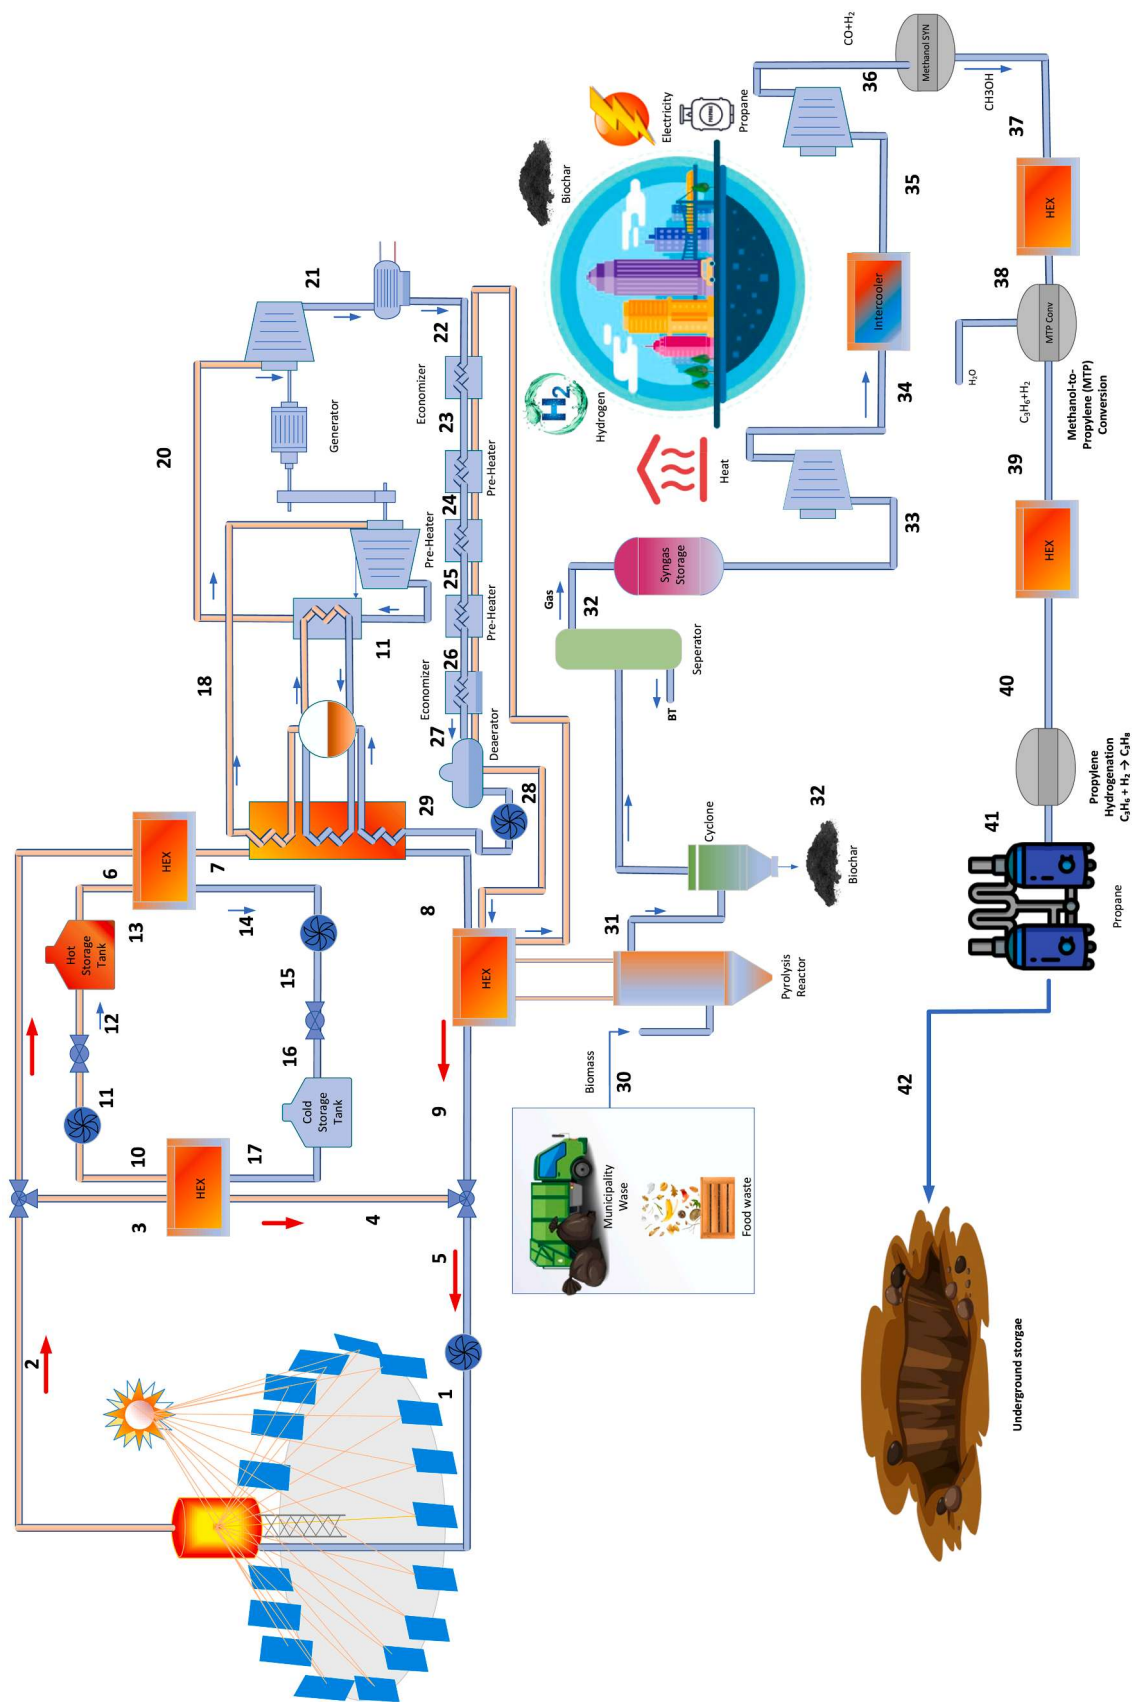 2
3
4
5
1
10
17
11
12
13
Hot
Storage
Tank
6
HEX
7
14
15
16
Cold
Storage
Tank
HEX
8
9
HEX
18
20
Generator
21
22
11
Pre-Heater
Economizer
23
Pre-Heater
24
25
Pre-Heater
26
Economizer
27
Deaerator
28
29
Municipality
Wase
Food waste
Biomass
30
Pyrolysis
Reactor
31
Cyclone
32
Biochar
Seperator
BT
Gas
32
Syngas
Storage
33
34
Intercooler
35
Heat
H2
Hydrogen
Biochar
Electricity
PROPANE
Propane
36
CO+H₂
Methanol SYN
CH3OH
37
HEX
38
MTP Conv
H₂O
C₃H₆+H₂
Methanol-to-
Propylene (MTP)
Conversion
39
HEX
40
Propylene
Hydrogenation
C₃H₆ + H₂ → C₃H₈
41
Propane
42
Underground storgae